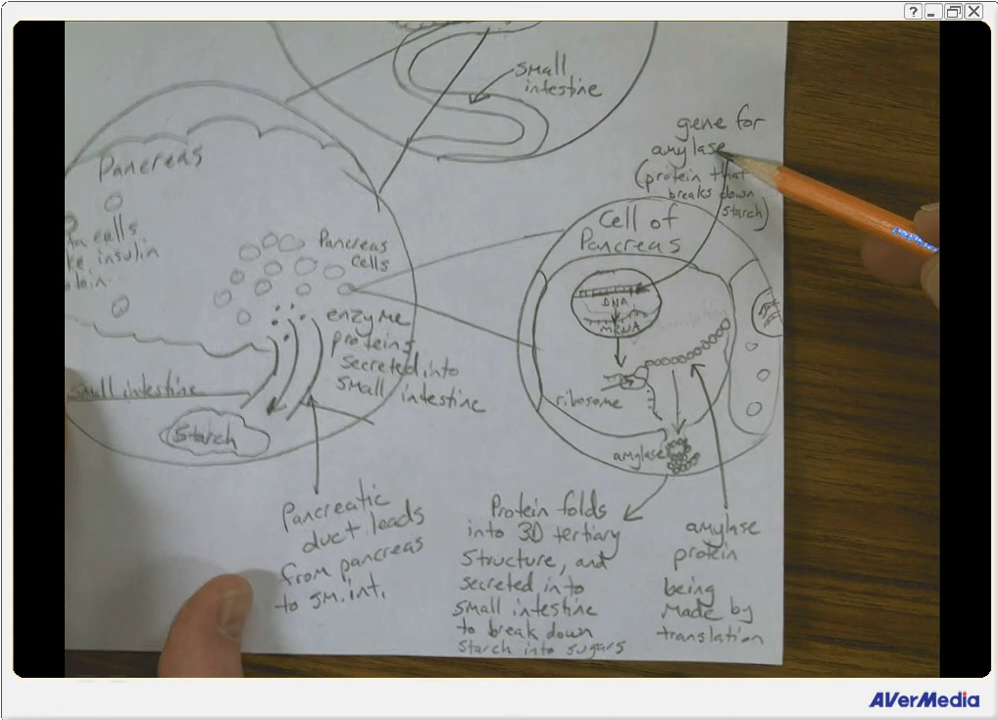 small
intestine
gene for
amylase
(protein that
breaks down
starch)
Pancreas
cells
insulin
Pancreas
cells
enzyme
proteins
secreted into
small intestine
small intestine
Starch
Pancreatic
duct leads
from pancreas
to sm.int.
Cell of
Pancreas
DNA
mRNA
ribosome
amylase
Protein folds
into 3D tertiary
structure, and
secreted into
small intestine
to break down
starch into sugars
amylase
protein
being
made by
translation
AVerMedia